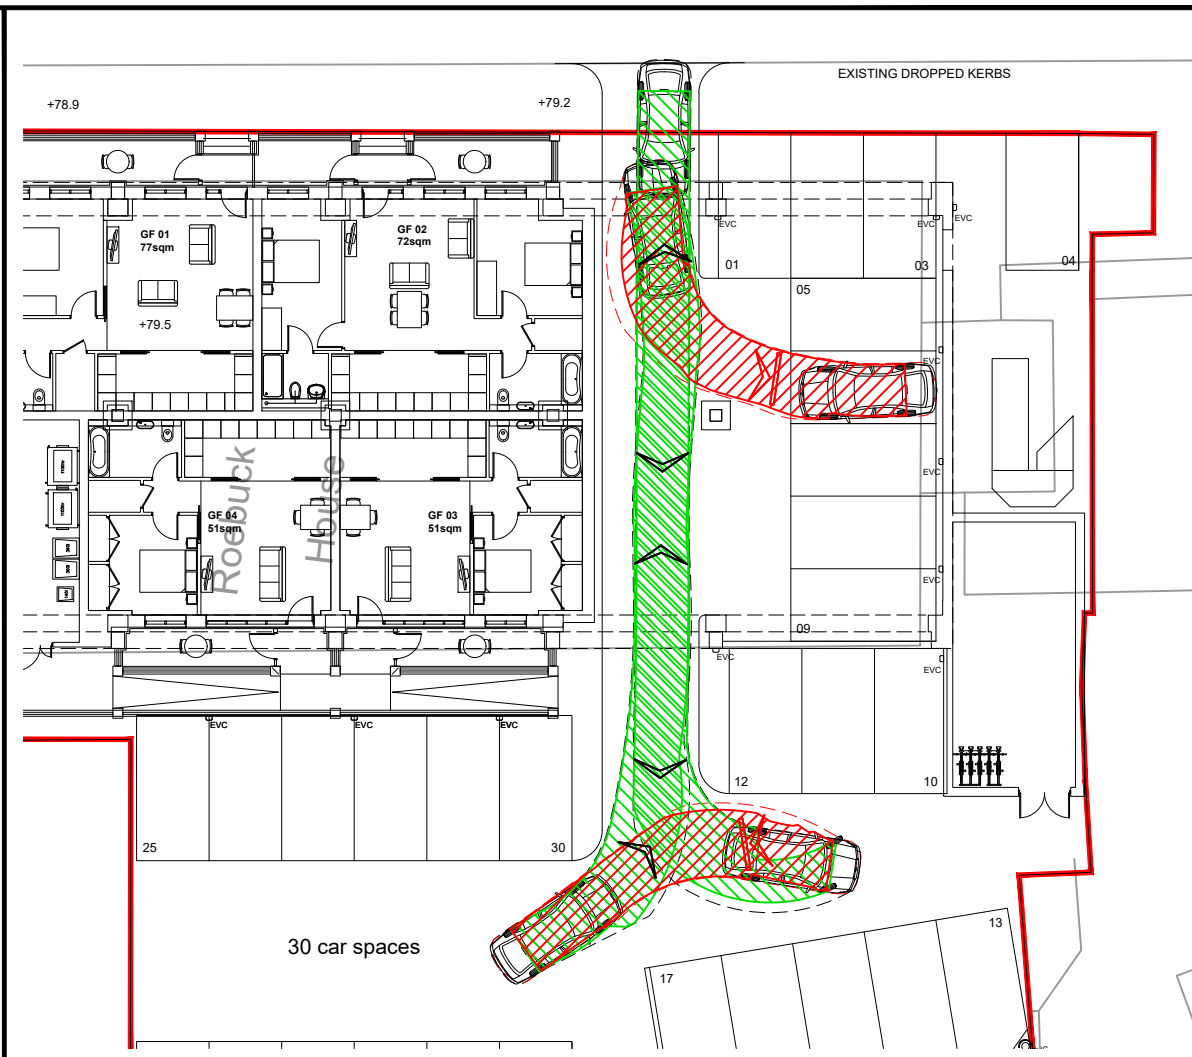 EXISTING DROPPED KERBS
+78.9
+79.2
GF 01
77sqm
GF 02
72sqm
EVC
EVC
EVC
01
03
04
05
+79.5
EVC
Roebuck
House
EVC
GF 04
51sqm
GF 03
51sqm
EVC
09
EVC
EVC
EVC
EVC
EVC
12
10
25
30
13
30 car spaces
17